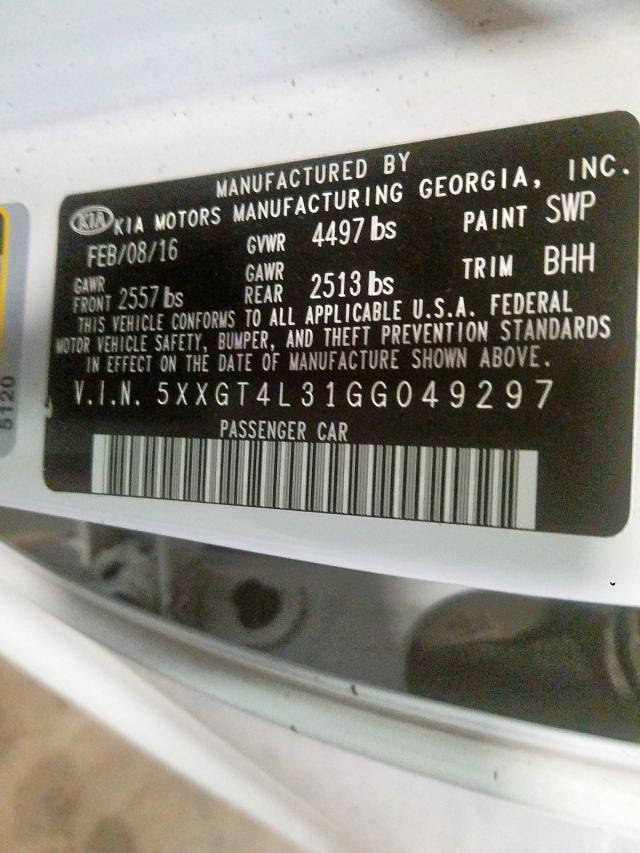 MANUFACTURED BY
KIA KIA MOTORS MANUFACTURING GEORGIA, INC.
FEB/08/16 GVWR 4497 lbs PAINT SWP
GAWR FRONT 2557 lbs GAWR REAR 2513 lbs TRIM BHH
THIS VEHICLE CONFORMS TO ALL APPLICABLE U.S.A. FEDERAL
MOTOR VEHICLE SAFETY, BUMPER, AND THEFT PREVENTION STANDARDS
IN EFFECT ON THE DATE OF MANUFACTURE SHOWN ABOVE.
V.I.N. 5XXGT4L31GG049297
PASSENGER CAR
5120